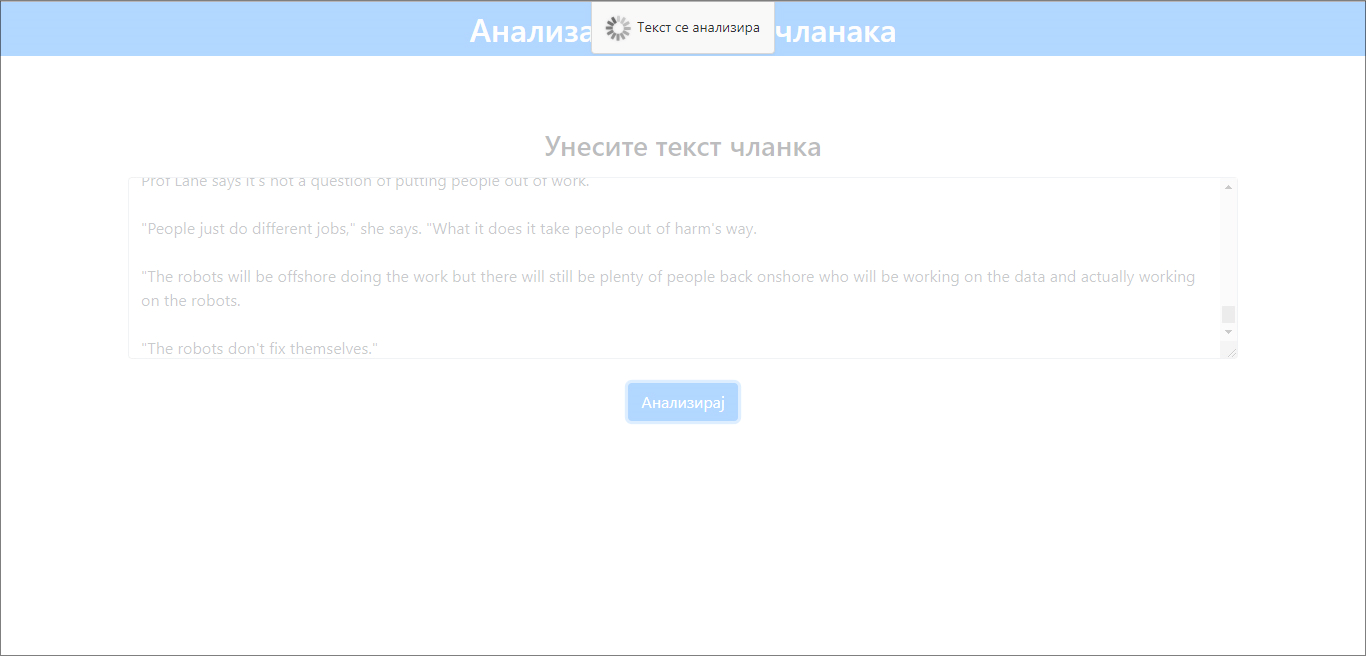 Анализа чланака
Текст се анализира
Унесите текст чланка
Prof Lane says it's not a question of putting people out of work.
"People just do different jobs," she says. "What it does it take people out of harm's way.
"The robots will be offshore doing the work but there will still be plenty of people back onshore who will be working on the data and actually working
on the robots.
"The robots don't fix themselves."
Анализирај